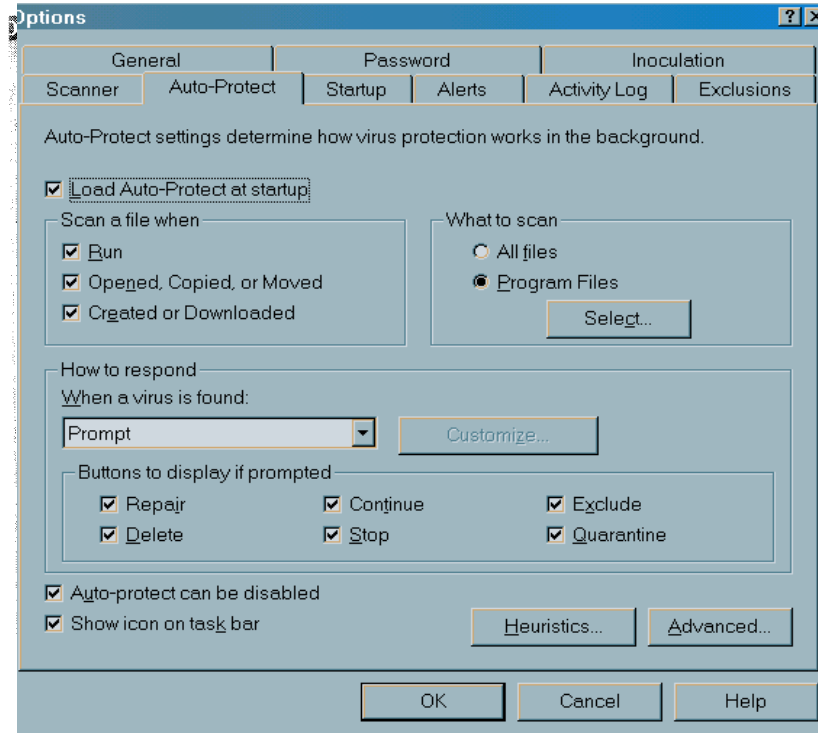 Options
General Password Inoculation
Scanner Auto-Protect Startup Alerts Activity Log Exclusions
Auto-Protect settings determine how virus protection works in the background.
Load Auto-Protect at startup
Scan a file when
Run
Opened, Copied, or Moved
Created or Downloaded
What to scan
All files
Program Files
Select...
How to respond
When a virus is found:
Prompt Customize...
Buttons to display if prompted
Repair Continue Exclude
Delete Stop Quarantine
Auto-protect can be disabled
Show icon on task bar Heuristics... Advanced...
OK Cancel Help